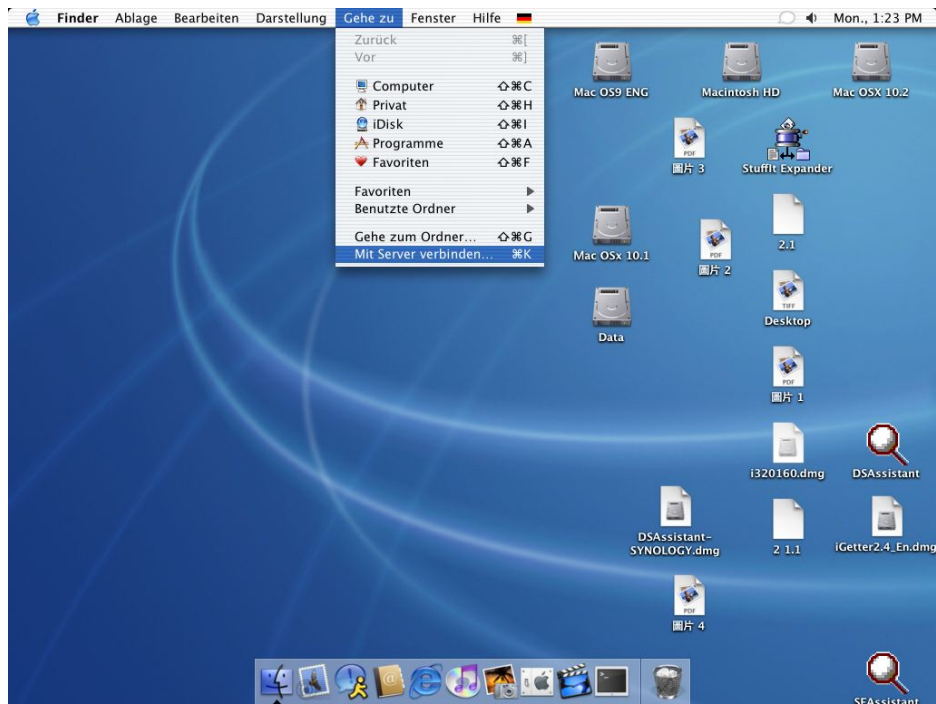 Finder Ablage Bearbeiten Darstellung Gehe zu Fenster Hilfe Mon., 1:23 PM
Zurück ⌘[
Vor ⌘]
Computer ⇧⌘C
Privat ⇧⌘H
iDisk ⇧⌘I
Programme ⇧⌘A
Favoriten ⇧⌘F
Favoriten
Benutzte Ordner
Gehe zum Ordner... ⇧⌘G
Mit Server verbinden... ⌘K
Mac OS9 ENG
Macintosh HD
Mac OSX 10.2
PDF
圖片 3
StuffIt Expander
Mac OSx 10.1
PDF
圖片 2
2.1
Data
TIFF
Desktop
PDF
圖片 1
i320160.dmg
DSAssistant
DSAssistant-
SYNOLOGY.dmg
2 1.1
iGetter2.4_En.dmg
PDF
圖片 4
SFAssistant